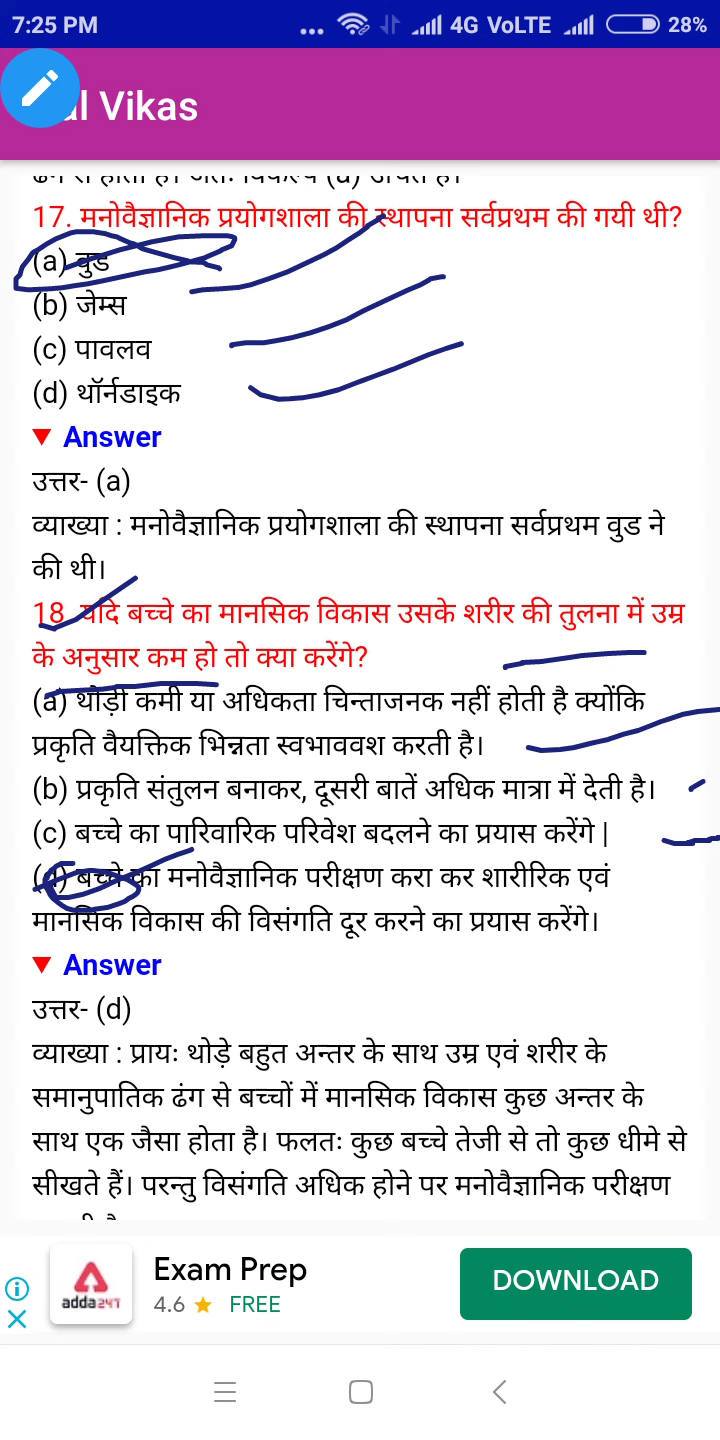 7:25 PM
... 4G VoLTE 28%
al Vikas
17. मनोवैज्ञानिक प्रयोगशाला की स्थापना सर्वप्रथम की गयी थी?
(a) वुड
(b) जेम्स
(c) पावलव
(d) थॉर्नडाइक
▼ Answer
उत्तर- (a)
व्याख्या : मनोवैज्ञानिक प्रयोगशाला की स्थापना सर्वप्रथम वुड ने
की थी।
18. यदि बच्चे का मानसिक विकास उसके शरीर की तुलना में उम्र
के अनुसार कम हो तो क्या करेंगे?
(a) थोड़ी कमी या अधिकता चिन्ताजनक नहीं होती है क्योंकि
प्रकृति वैयक्तिक भिन्नता स्वभाववश करती है।
(b) प्रकृति संतुलन बनाकर, दूसरी बातें अधिक मात्रा में देती है।
(c) बच्चे का पारिवारिक परिवेश बदलने का प्रयास करेंगे |
(d) बच्चे का मनोवैज्ञानिक परीक्षण करा कर शारीरिक एवं
मानसिक विकास की विसंगति दूर करने का प्रयास करेंगे।
▼ Answer
उत्तर- (d)
व्याख्या : प्रायः थोड़े बहुत अन्तर के साथ उम्र एवं शरीर के
समानुपातिक ढंग से बच्चों में मानसिक विकास कुछ अन्तर के
साथ एक जैसा होता है। फलतः कुछ बच्चे तेजी से तो कुछ धीमे से
सीखते हैं। परन्तु विसंगति अधिक होने पर मनोवैज्ञानिक परीक्षण
Exam Prep
adda247
4.6 ★ FREE
DOWNLOAD